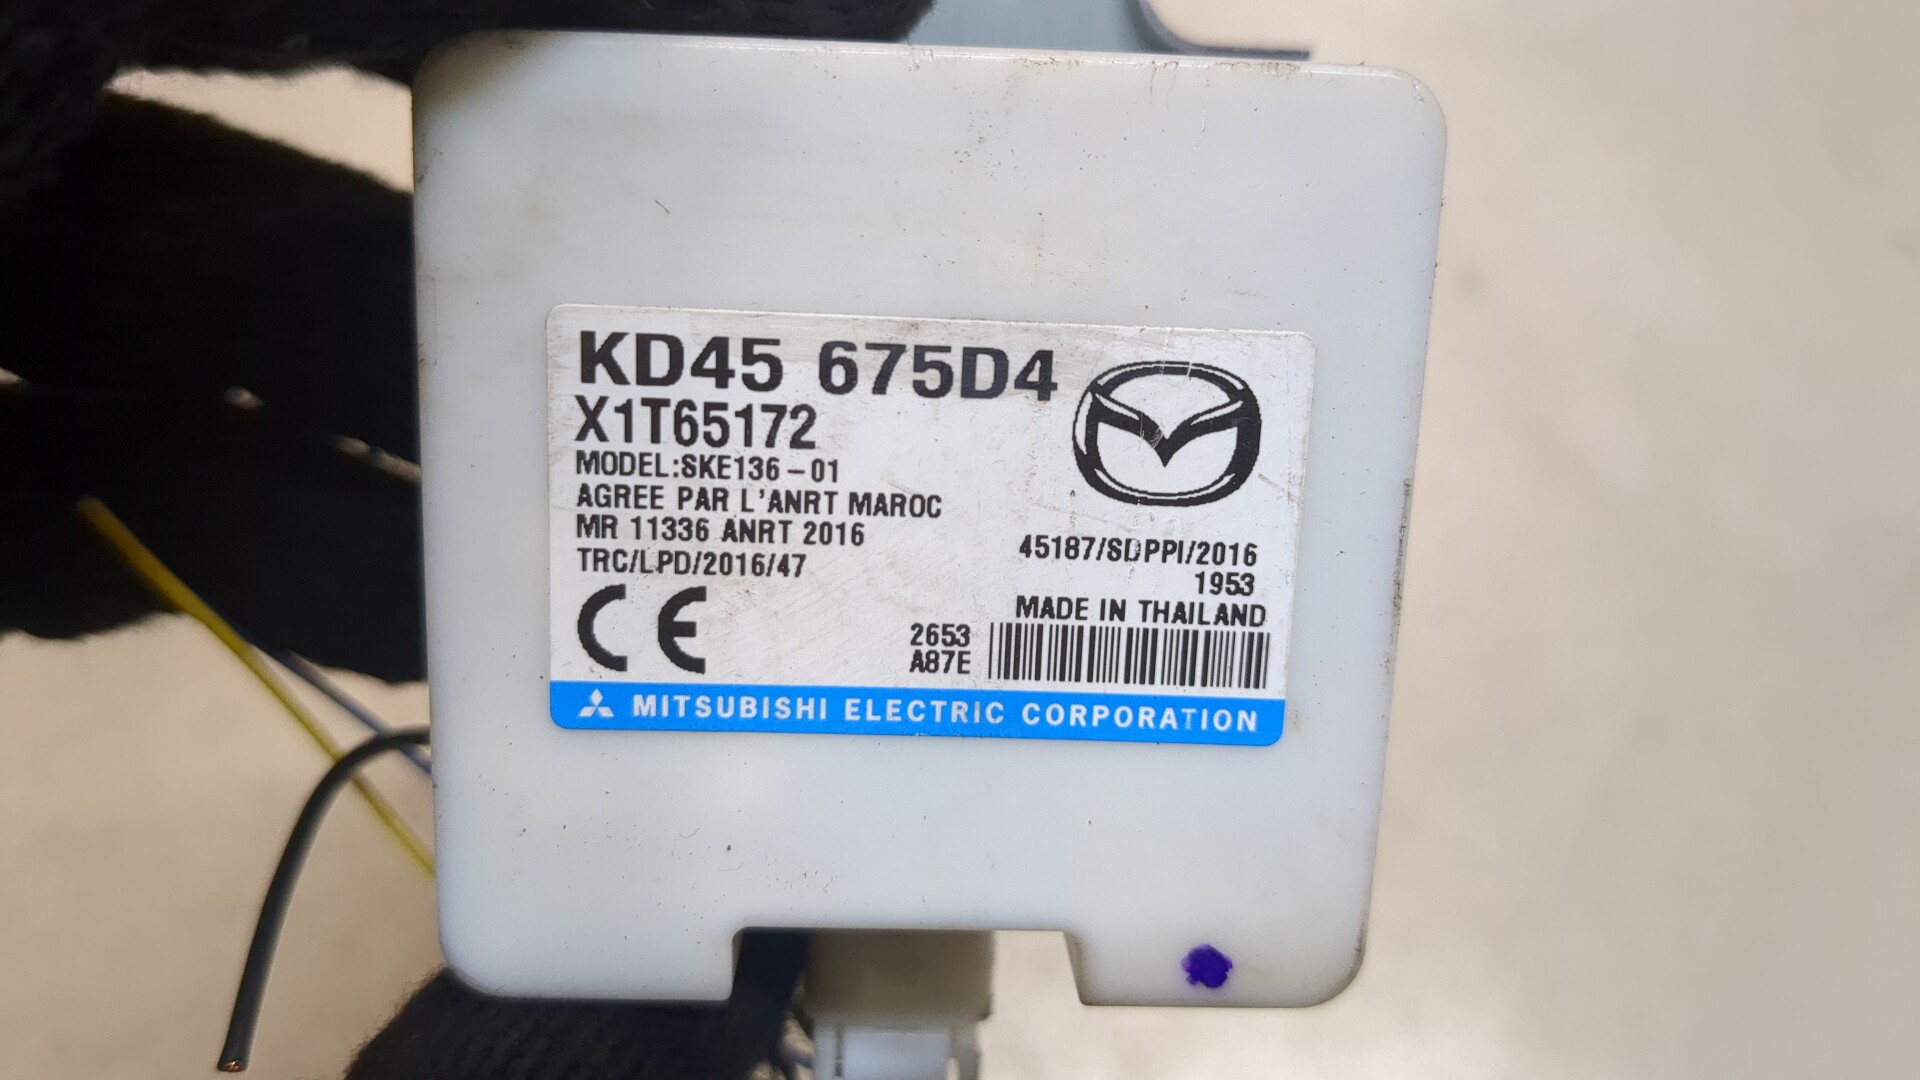 KD45 675D4
X1T65172
MODEL:SKE136-01
AGREE PAR L'ANRT MAROC
MR 11336 ANRT 2016
TRC/LPD/2016/47
45187/SDPPI/2016
1953
MADE IN THAILAND
CE
2653
A87E
MITSUBISHI ELECTRIC CORPORATION